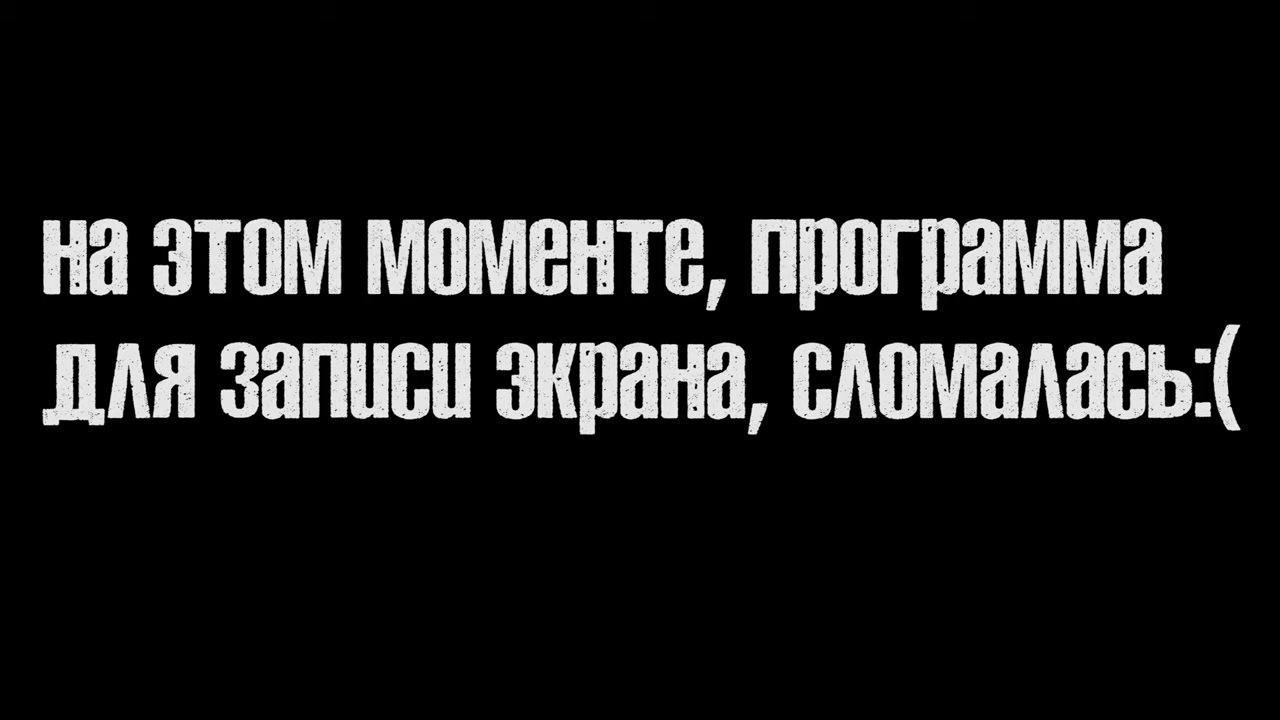 на этом моменте, программа
для записи экрана, сломалась:(